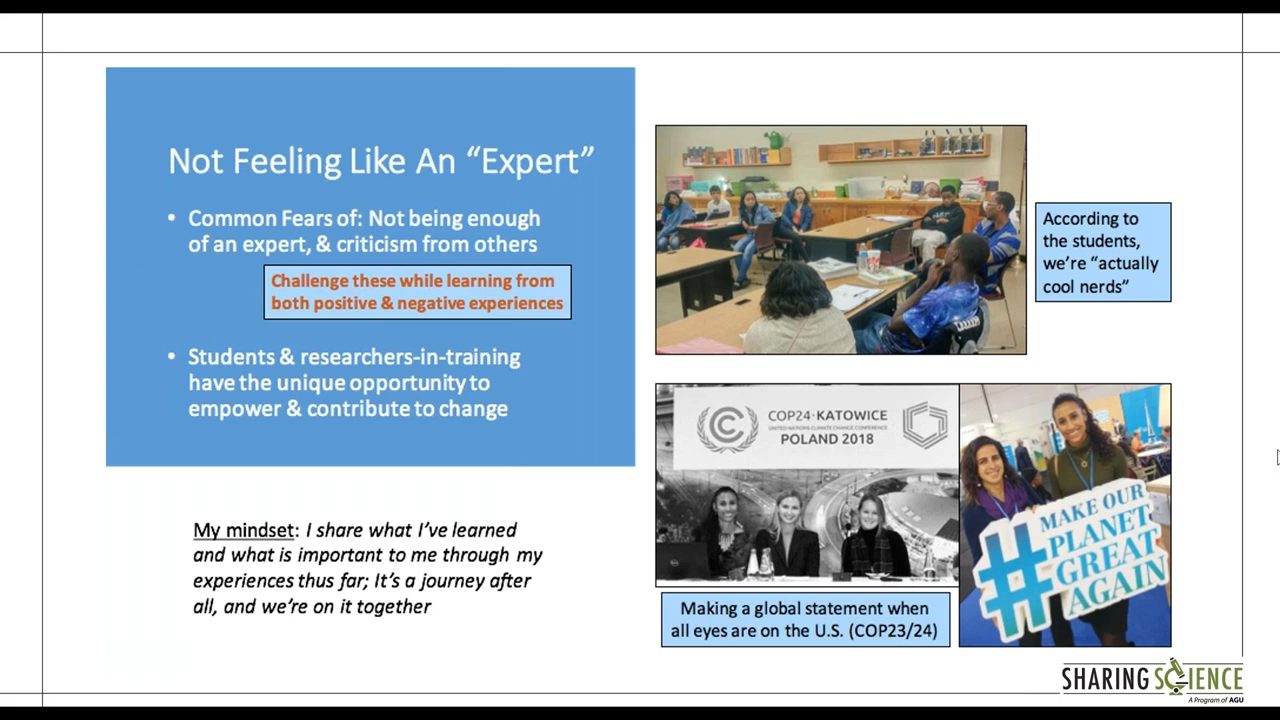 Not Feeling Like An “Expert”
• Common Fears of: Not being enough
of an expert, & criticism from others
Challenge these while learning from
both positive & negative experiences
• Students & researchers-in-training
have the unique opportunity to
empower & contribute to change
My mindset: I share what I’ve learned
and what is important to me through my
experiences thus far; It’s a journey after
all, and we’re on it together
According to
the students,
we’re “actually
cool nerds”
COP24·KATOWICE
UNITED NATIONS CLIMATE CHANGE CONFERENCE
POLAND 2018
#MAKE OUR
PLANET
GREAT
AGAIN
Making a global statement when
all eyes are on the U.S. (COP23/24)
SHARING SCIENCE
A Program of AGU